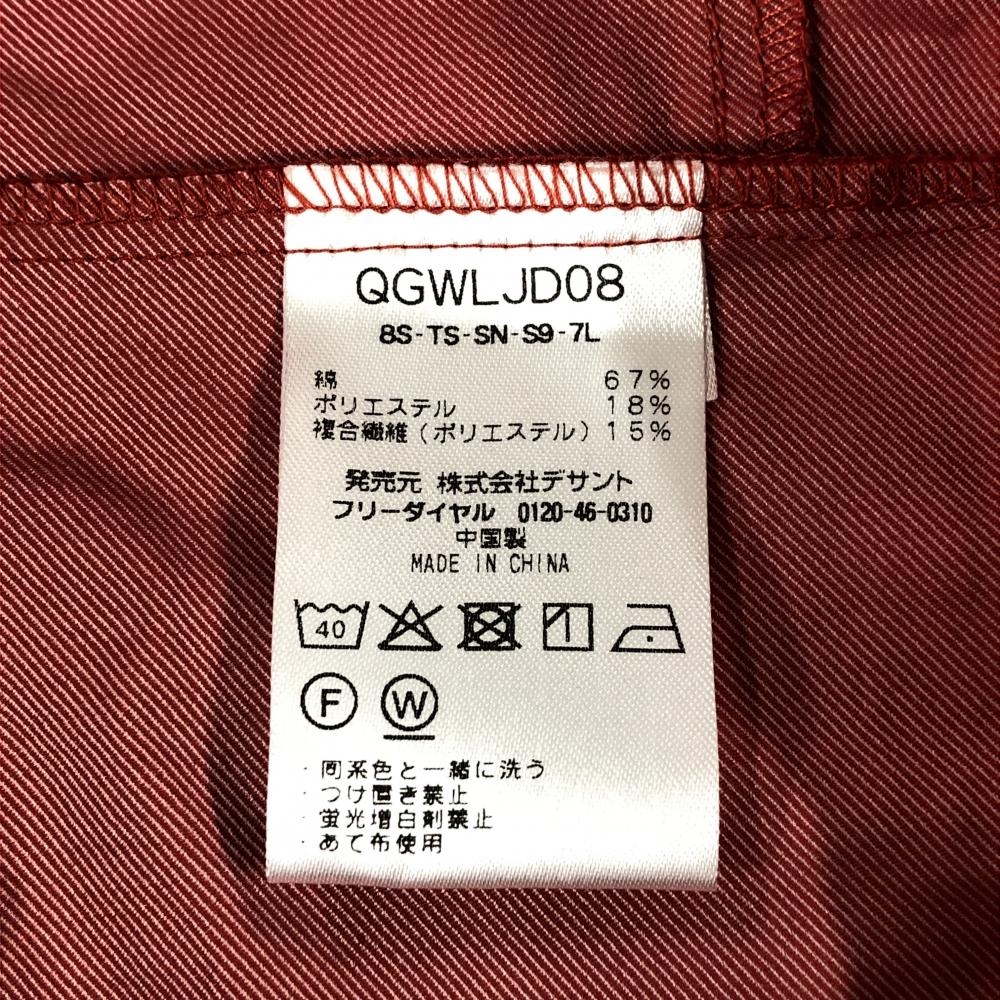 QGWLJD08
8S-TS-SN-S9-7L
綿 67%
ポリエステル 18%
複合繊維(ポリエステル) 15%
発売元 株式会社デサント
フリーダイヤル 0120-46-0310
中国製
MADE IN CHINA
40
F W
・同系色と一緒に洗う
・つけ置き禁止
・蛍光増白剤禁止
・あて布使用